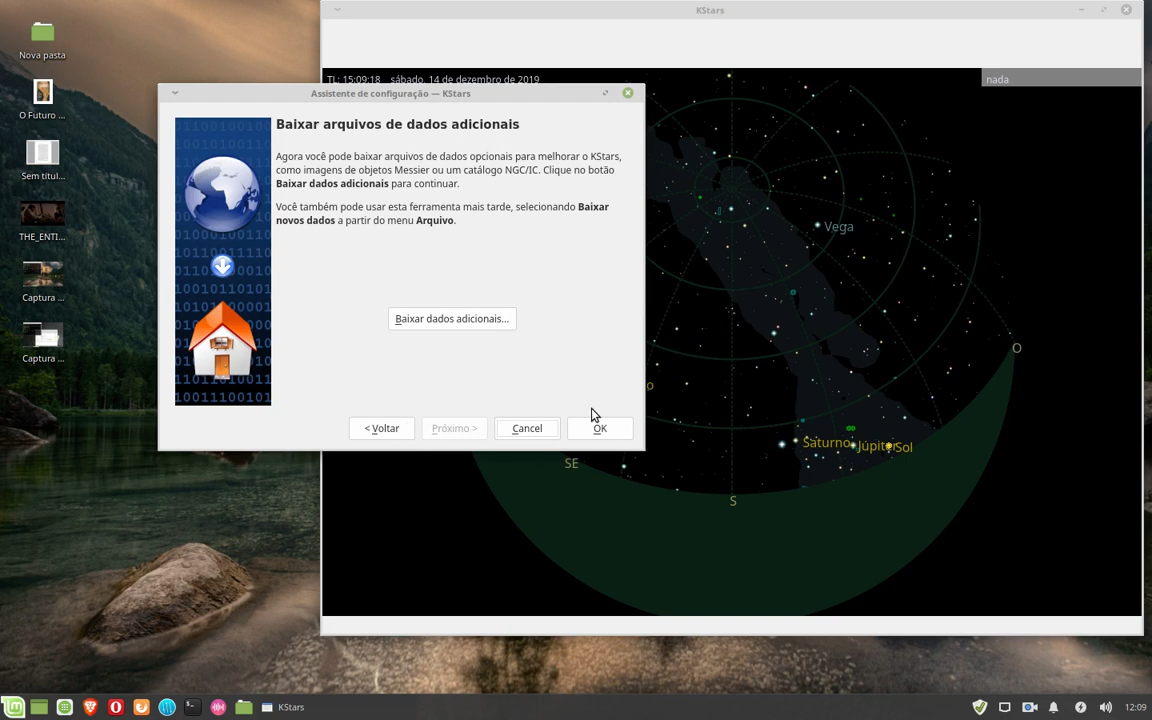 Nova pasta
O Futuro ...
Sem títul...
THE_ENTI...
Captura ...
Captura ...
KStars
TL: 15:09:18 sábado, 14 de dezembro de 2019
nada
Assistente de configuração — KStars
Baixar arquivos de dados adicionais
Agora você pode baixar arquivos de dados opcionais para melhorar o KStars,
como imagens de objetos Messier ou um catálogo NGC/IC. Clique no botão
Baixar dados adicionais para continuar.
Você também pode usar esta ferramenta mais tarde, selecionando Baixar
novos dados a partir do menu Arquivo.
Baixar dados adicionais...
< Voltar
Próximo >
Cancel
OK
Vega
O
o
Saturno
Júpiter
Sol
SE
S
KStars
12:09